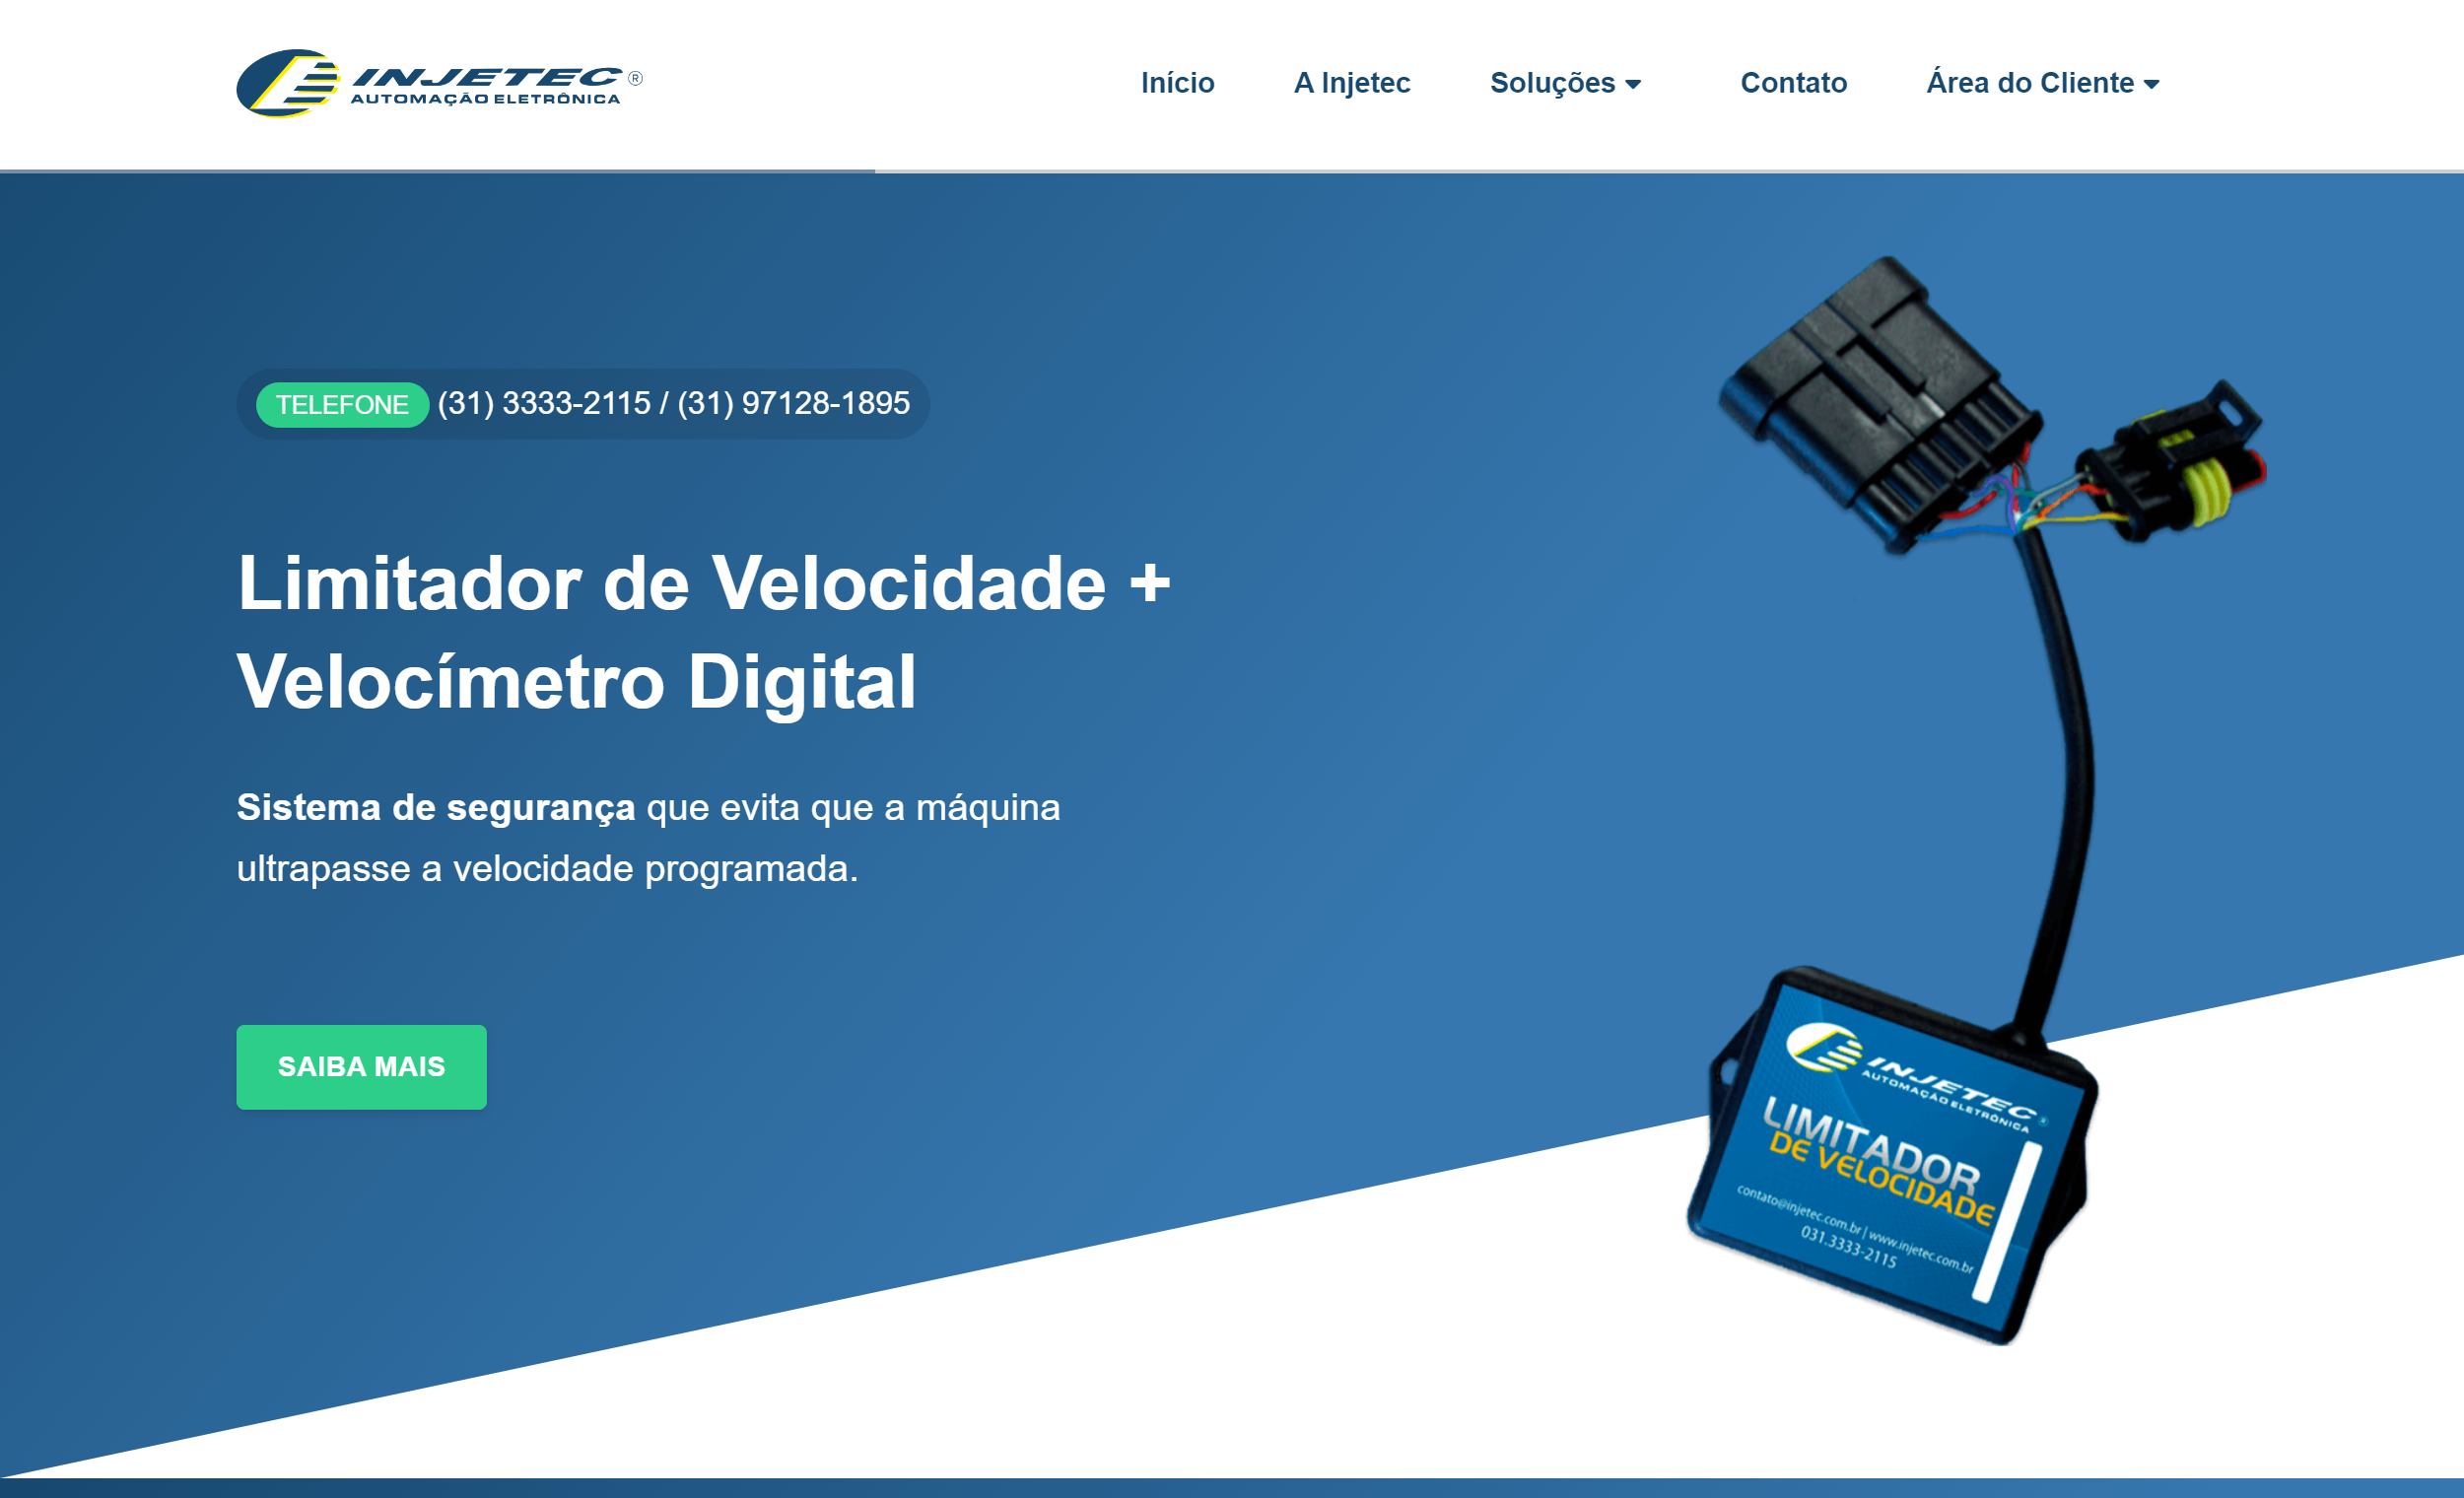 INJETEC ®
AUTOMAÇÃO ELETRÔNICA
Início
A Injetec
Soluções
Contato
Área do Cliente
TELEFONE (31) 3333-2115 / (31) 97128-1895
Limitador de Velocidade +
Velocímetro Digital
Sistema de segurança que evita que a máquina
ultrapasse a velocidade programada.
SAIBA MAIS
INJETEC ®
AUTOMAÇÃO ELETRÔNICA
LIMITADOR
DE VELOCIDADE
contato@injetec.com.br | www.injetec.com.br
031.3333-2115